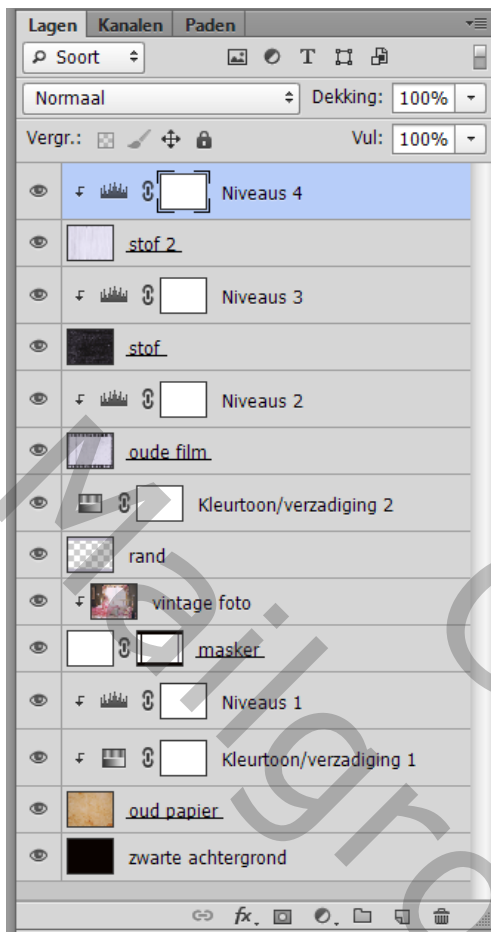 Lagen Kanalen Paden
Soort
Normaal Dekking: 100%
Vergr.: Vul: 100%
Niveaus 4
stof 2
Niveaus 3
stof
Niveaus 2
oude film
Kleurtoon/verzadiging 2
rand
vintage foto
masker
Niveaus 1
Kleurtoon/verzadiging 1
oud papier
zwarte achtergrond
fx